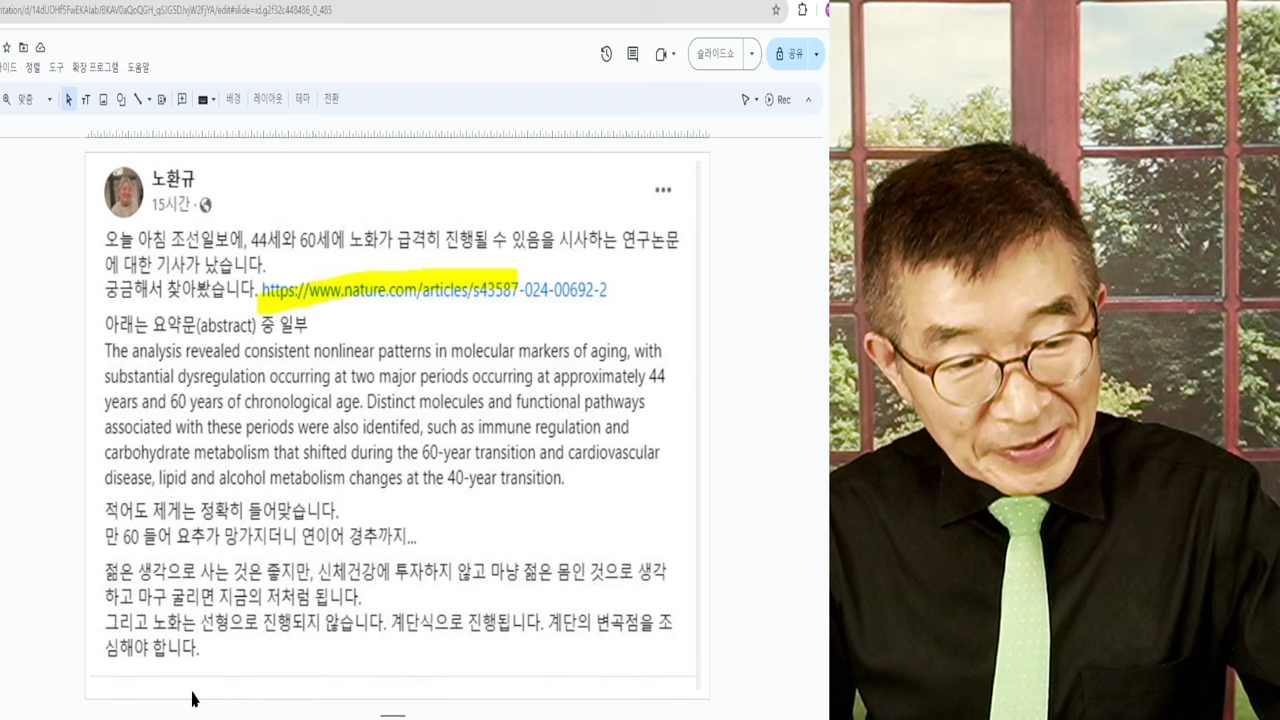 ntation/d/14dUDHf5FwEKAlabJ8KAV0aQoQGH_qSJG5DJvjW2FjYA/edit#slide=id.g2f32c448486_0_485
슬라이드쇼
공유
이드 정렬 도구 확장 프로그램 도움말
맞춤
배경 레이아웃 테마 전환
Rec
노환규
15시간
오늘 아침 조선일보에, 44세와 60세에 노화가 급격히 진행될 수 있음을 시사하는 연구논문
에 대한 기사가 났습니다.
궁금해서 찾아봤습니다. https://www.nature.com/articles/s43587-024-00692-2
아래는 요약문(abstract) 중 일부
The analysis revealed consistent nonlinear patterns in molecular markers of aging, with
substantial dysregulation occurring at two major periods occurring at approximately 44
years and 60 years of chronological age. Distinct molecules and functional pathways
associated with these periods were also identifed, such as immune regulation and
carbohydrate metabolism that shifted during the 60-year transition and cardiovascular
disease, lipid and alcohol metabolism changes at the 40-year transition.
적어도 제게는 정확히 들어맞습니다.
만 60 들어 요추가 망가지더니 연이어 경추까지...
젊은 생각으로 사는 것은 좋지만, 신체건강에 투자하지 않고 마냥 젊은 몸인 것으로 생각
하고 마구 굴리면 지금의 저처럼 됩니다.
그리고 노화는 선형으로 진행되지 않습니다. 계단식으로 진행됩니다. 계단의 변곡점을 조
심해야 합니다.